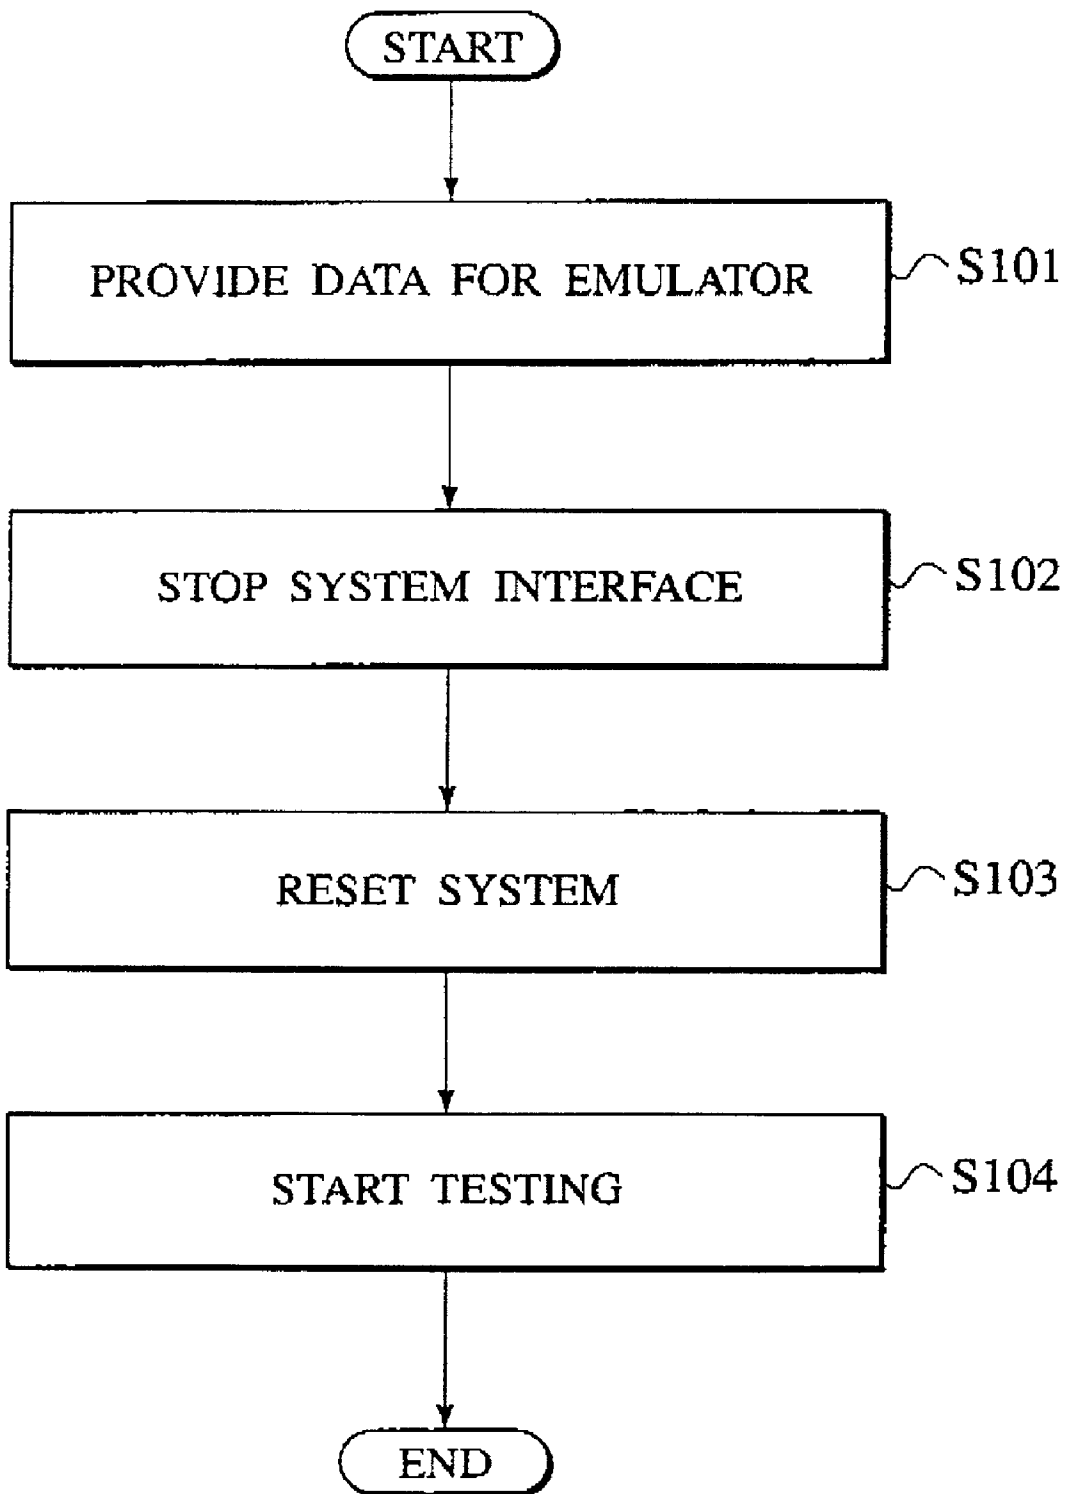 START
PROVIDE DATA FOR EMULATOR
S101
STOP SYSTEM INTERFACE
S102
RESET SYSTEM
S103
START TESTING
S104
END